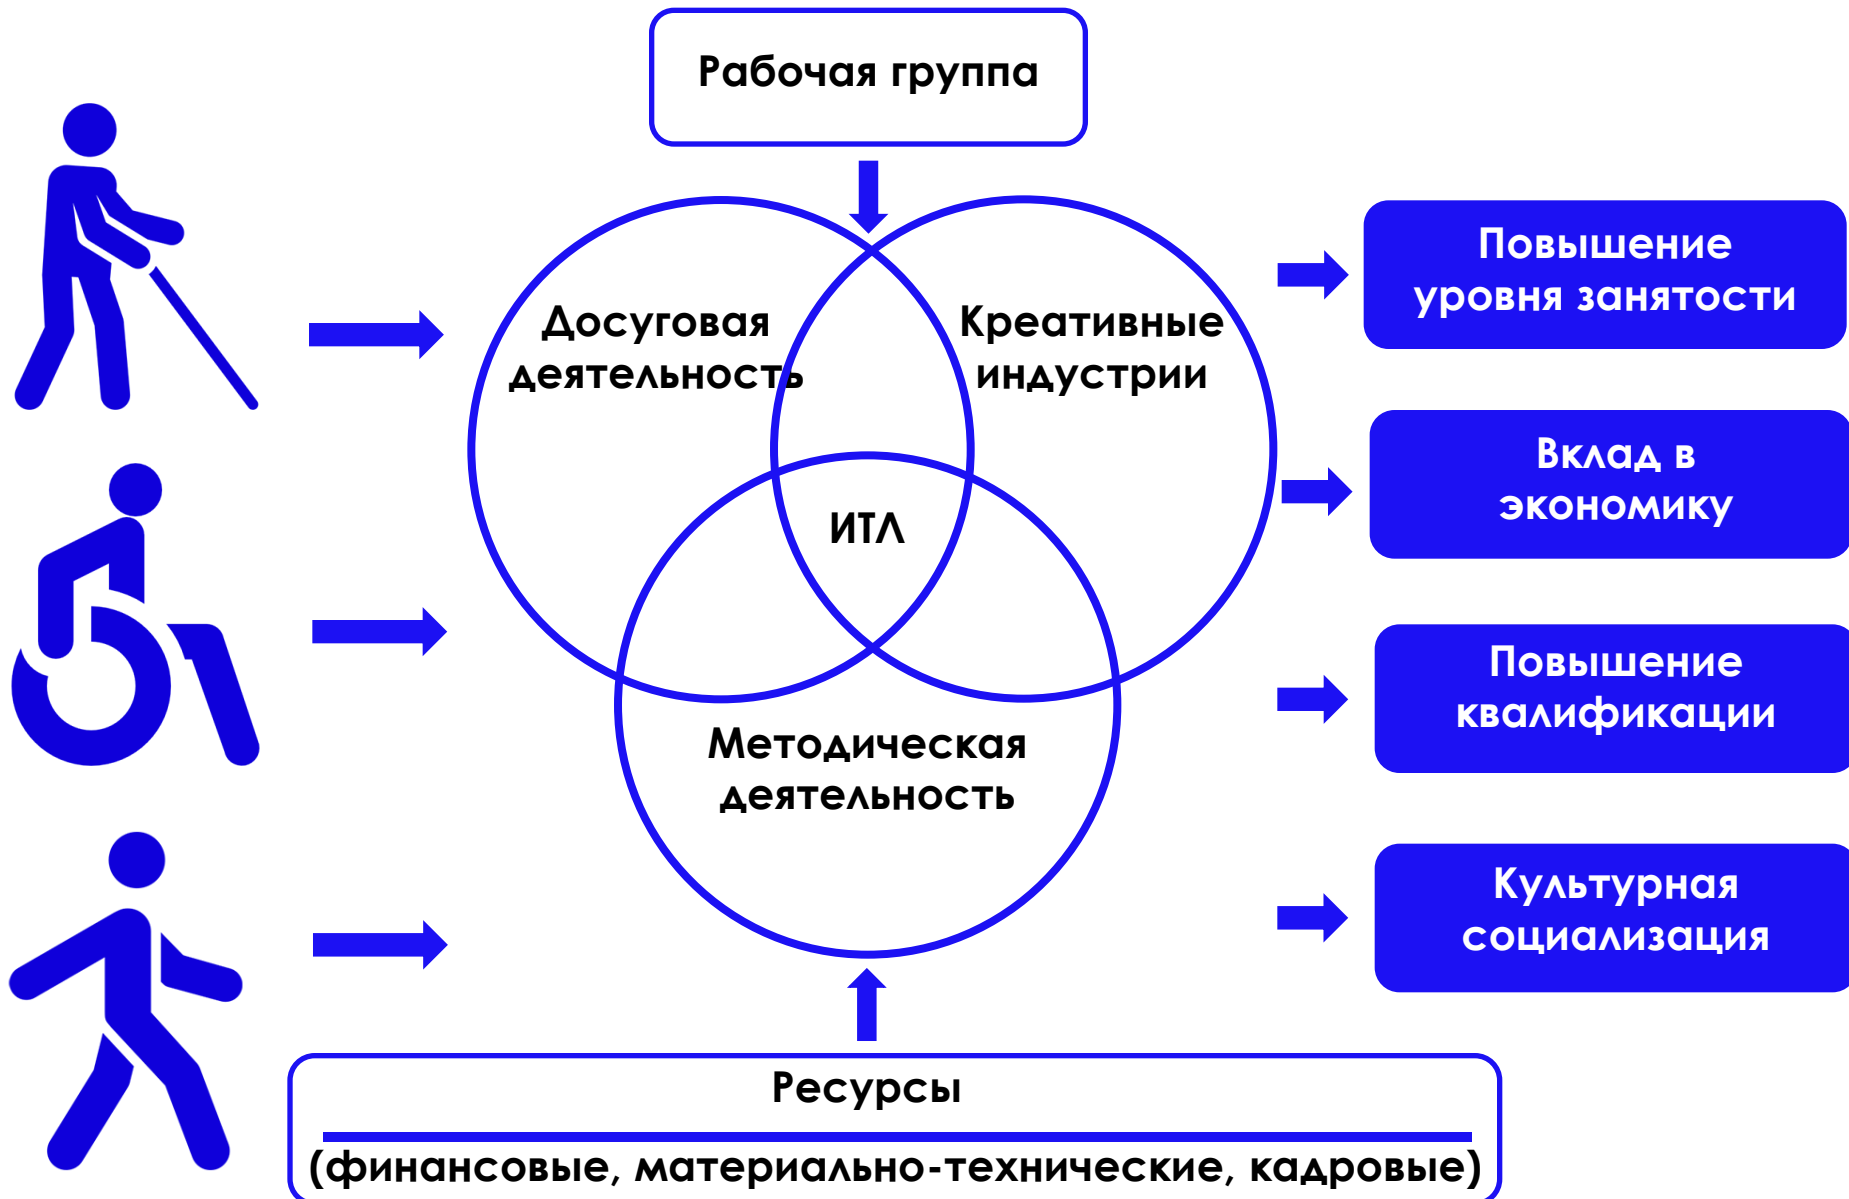 Рабочая группа
Досуговая
деятельность
Креативные
индустрии
ИТЛ
Методическая
деятельность
Повышение
уровня занятости
Вклад в
экономику
Повышение
квалификации
Культурная
социализация
Ресурсы
(финансовые, материально-технические, кадровые)